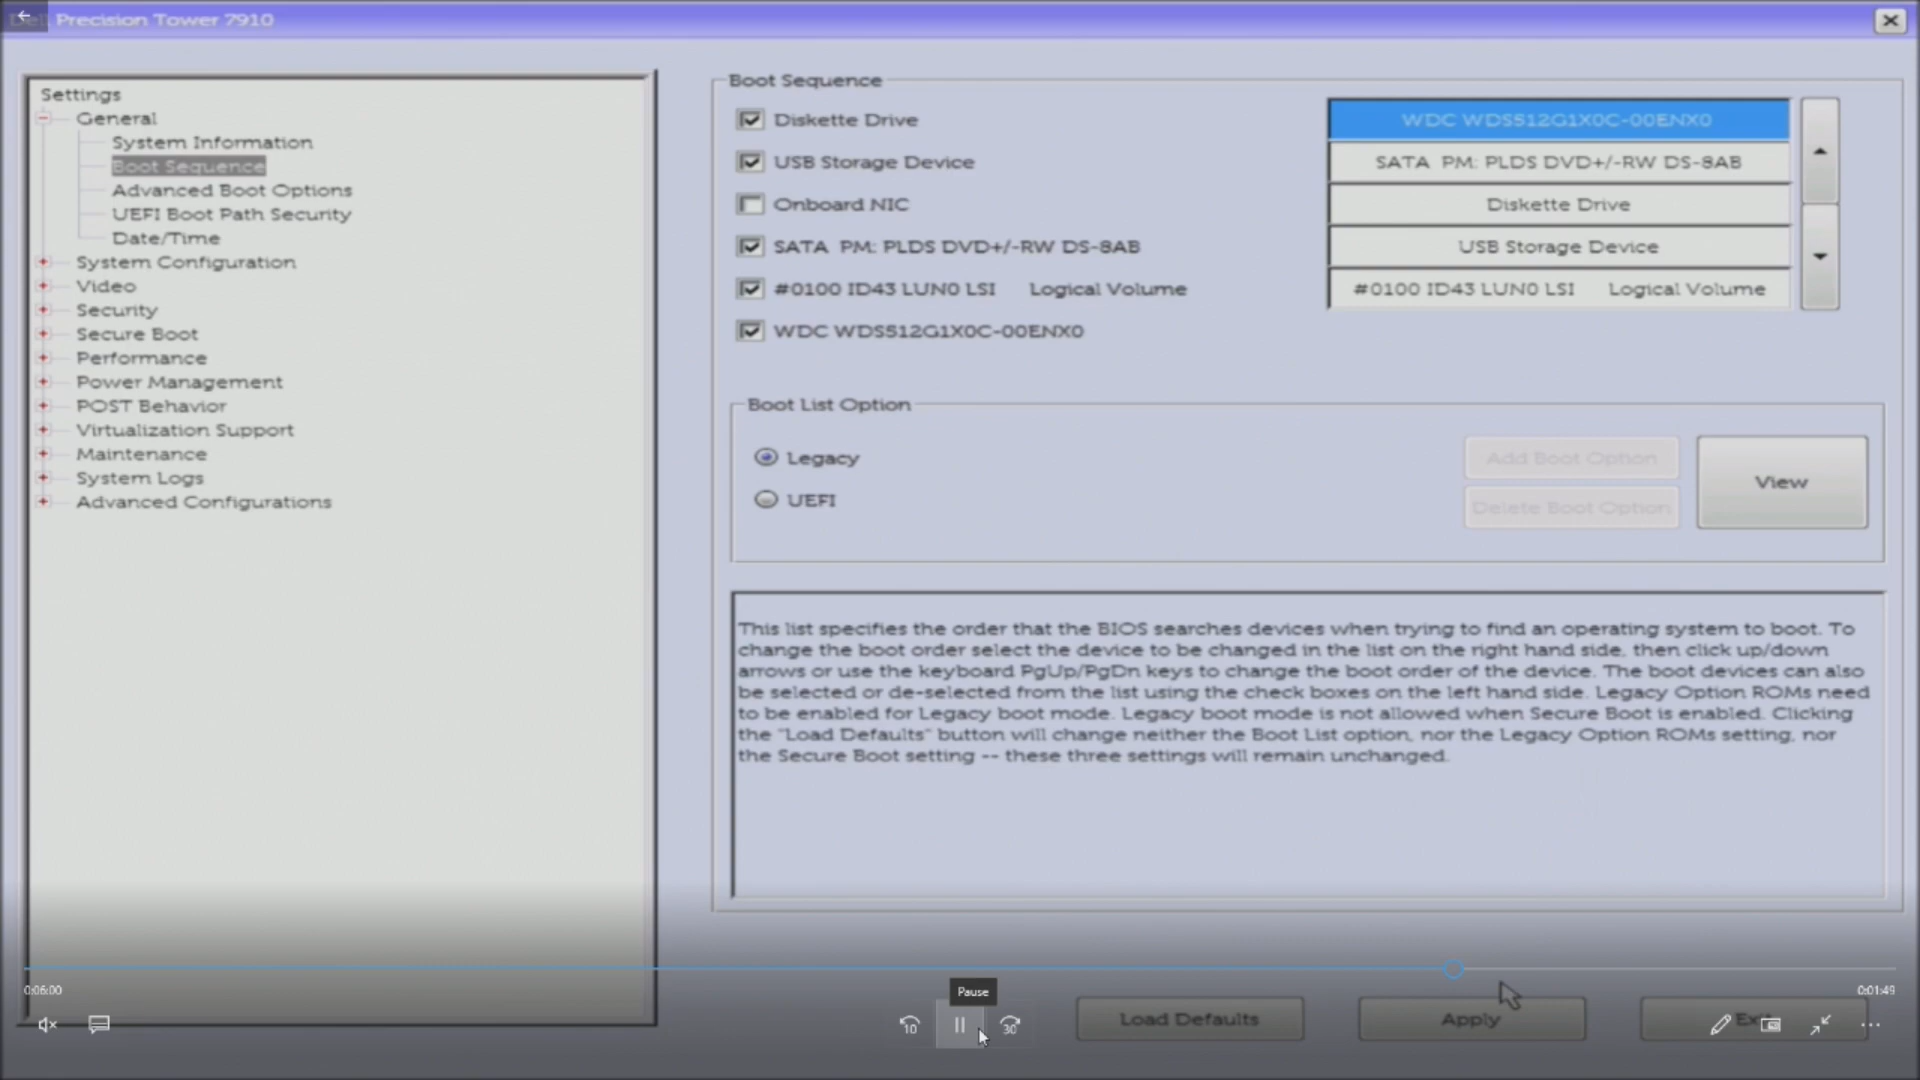 Dell Precision Tower 7910
Settings
General
System Information
Boot Sequence
Advanced Boot Options
UEFI Boot Path Security
Date/Time
System Configuration
Video
Security
Secure Boot
Performance
Power Management
POST Behavior
Virtualization Support
Maintenance
System Logs
Advanced Configurations
Boot Sequence
Diskette Drive
USB Storage Device
Onboard NIC
SATA PM: PLDS DVD+/-RW DS-8AB
#0100 ID43 LUN0 LSI Logical Volume
WDC WDS512G1X0C-00ENX0
WDC WDS512G1X0C-00ENX0
SATA PM: PLDS DVD+/-RW DS-8AB
Diskette Drive
USB Storage Device
#0100 ID43 LUN0 LSI Logical Volume
Boot List Option
Legacy
UEFI
Add Boot Option
Delete Boot Option
View
This list specifies the order that the BIOS searches devices when trying to find an operating system to boot. To
change the boot order select the device to be changed in the list on the right hand side, then click up/down
arrows or use the keyboard PgUp/PgDn keys to change the boot order of the device. The boot devices can also
be selected or de-selected from the list using the check boxes on the left hand side. Legacy Option ROMs need
to be enabled for Legacy boot mode. Legacy boot mode is not allowed when Secure Boot is enabled. Clicking
the "Load Defaults" button will change neither the Boot List option, nor the Legacy Option ROMs setting, nor
the Secure Boot setting -- these three settings will remain unchanged.
0:06:00
Pause
0:01:49
10
30
Load Defaults
Apply
Exit